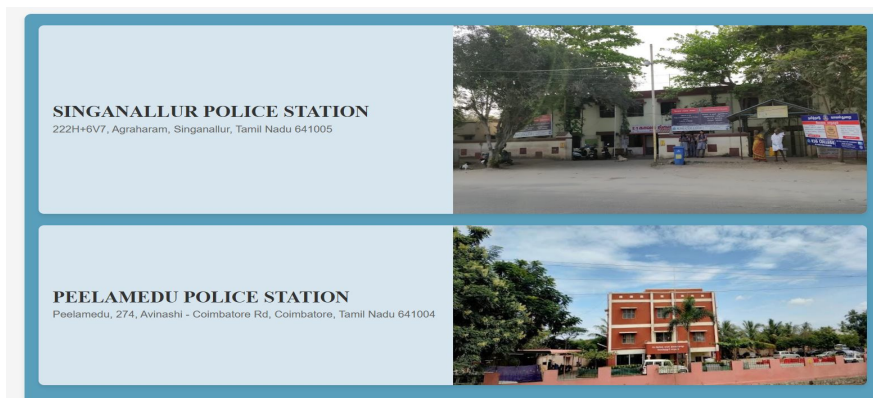 SINGANALLUR POLICE STATION
222H+6V7, Agraharam, Singanallur, Tamil Nadu 641005
PEELAMEDU POLICE STATION
Peelamedu, 274, Avinashi - Coimbatore Rd, Coimbatore, Tamil Nadu 641004